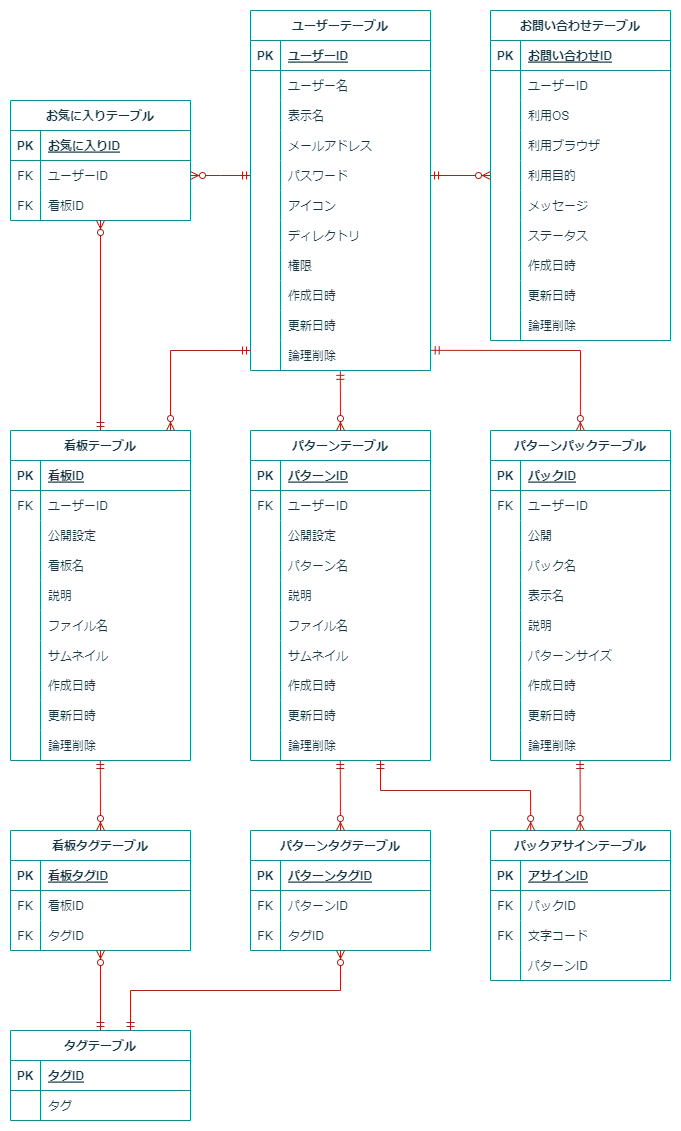 ユーザーテーブル
PK ユーザーID
ユーザー名
表示名
メールアドレス
パスワード
アイコン
ディレクトリ
権限
作成日時
更新日時
論理削除
お問い合わせテーブル
PK お問い合わせID
ユーザーID
利用OS
利用ブラウザ
利用目的
メッセージ
ステータス
作成日時
更新日時
論理削除
お気に入りテーブル
PK お気に入りID
FK ユーザーID
FK 看板ID
看板テーブル
PK 看板ID
FK ユーザーID
公開設定
看板名
説明
ファイル名
サムネイル
作成日時
更新日時
論理削除
パターンテーブル
PK パターンID
FK ユーザーID
公開設定
パターン名
説明
ファイル名
サムネイル
作成日時
更新日時
論理削除
パターンパックテーブル
PK パックID
FK ユーザーID
公開
パック名
表示名
説明
パターンサイズ
作成日時
更新日時
論理削除
看板タグテーブル
PK 看板タグID
FK 看板ID
FK タグID
パターンタグテーブル
PK パターンタグID
FK パターンID
FK タグID
パックアサインテーブル
PK アサインID
FK パックID
FK 文字コード
パターンID
タグテーブル
PK タグID
タグ